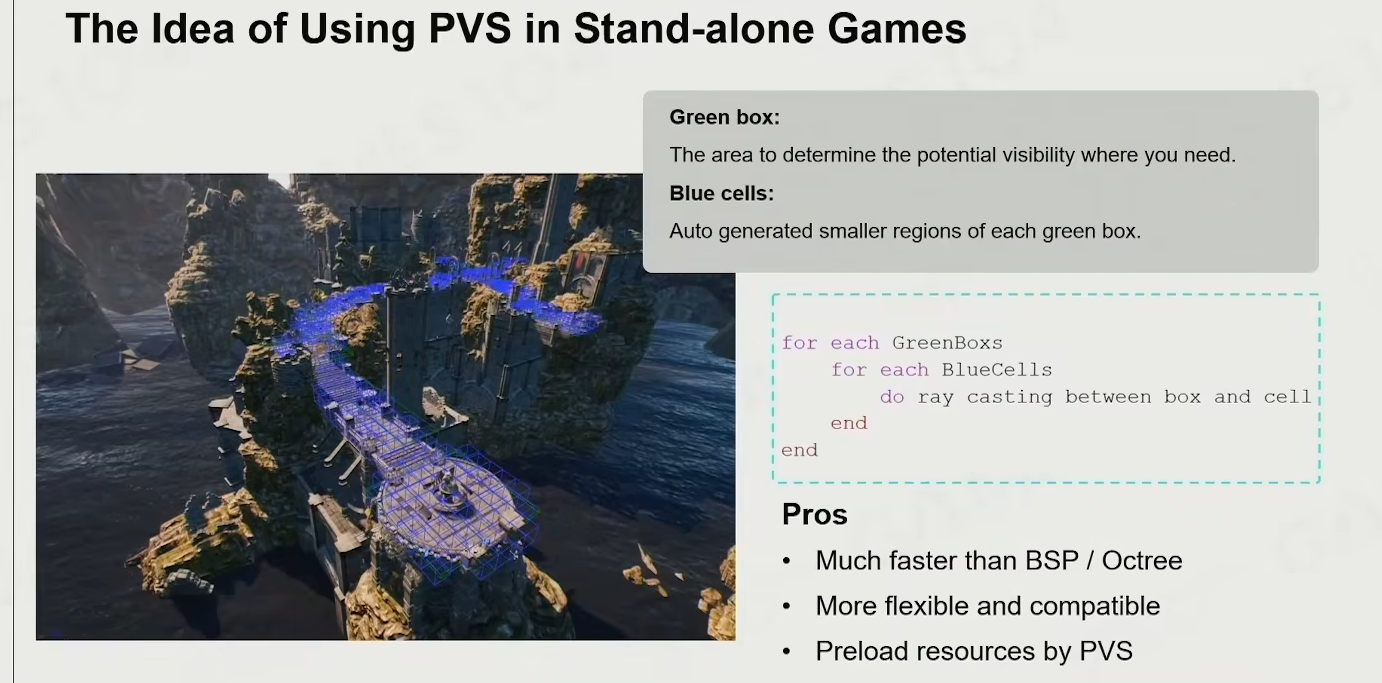 The Idea of Using PVS in Stand-alone Games
Green box:
The area to determine the potential visibility where you need.
Blue cells:
Auto generated smaller regions of each green box.
for each GreenBoxs
for each BlueCells
do ray casting between box and cell
end
end
Pros
• Much faster than BSP / Octree
• More flexible and compatible
• Preload resources by PVS